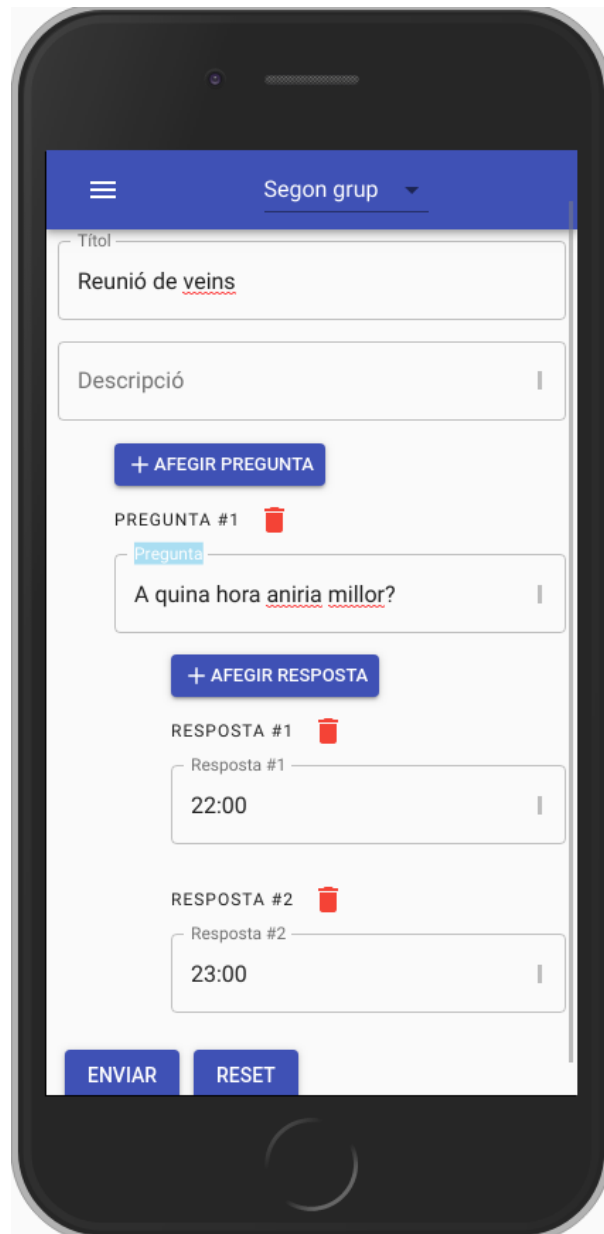 Segon grup
Títol
Reunió de veins
Descripció
+ AFEGIR PREGUNTA
PREGUNTA #1
Pregunta
A quina hora aniria millor?
+ AFEGIR RESPOSTA
RESPOSTA #1
Resposta #1
22:00
RESPOSTA #2
Resposta #2
23:00
ENVIAR RESET